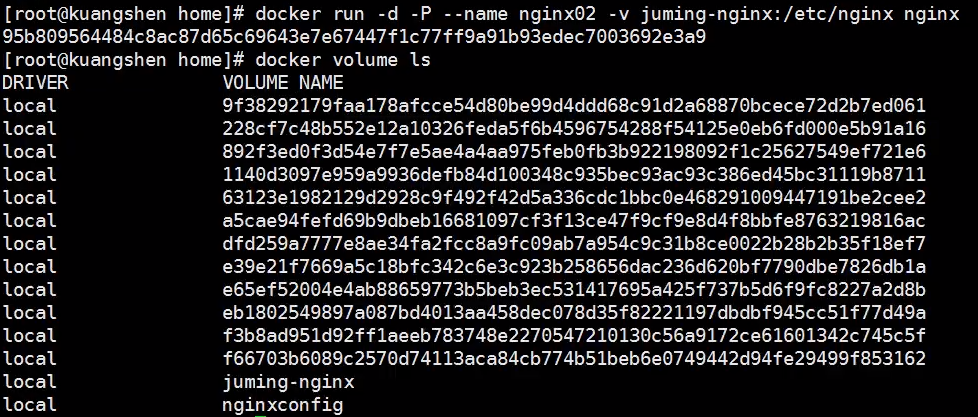 [root@kuangshen home]# docker run -d -P --name nginx02 -v juming-nginx:/etc/nginx nginx
95b809564484c8ac87d65c69643e7e67447f1c77ff9a91b93edec7003692e3a9
[root@kuangshen home]# docker volume ls
DRIVER VOLUME NAME
local 9f38292179faa178afcce54d80be99d4ddd68c91d2a68870bcece72d2b7ed061
local 228cf7c48b552e12a10326feda5f6b4596754288f54125e0eb6fd000e5b91a16
local 892f3ed0f3d54e7f7e5ae4a4aa975feb0fb3b922198092f1c25627549ef721e6
local 1140d3097e959a9936defb84d100348c935bec93ac93c386ed45bc31119b8711
local 63123e1982129d2928c9f492f42d5a336cdc1bbc0e468291009447191be2cee2
local a5cae94fefd69b9dbeb16681097cf3f13ce47f9cf9e8d4f8bbfe8763219816ac
local dfd259a7777e8ae34fa2fcc8a9fc09ab7a954c9c31b8ce0022b28b2b35f18ef7
local e39e21f7669a5c18bfc342c6e3c923b258656dac236d620bf7790dbe7826db1a
local e65ef52004e4ab88659773b5beb3ec531417695a425f737b5d6f9fc8227a2d8b
local eb1802549897a087bd4013aa458dec078d35f82221197dbdbf945cc51f77d49a
local f3b8ad951d92ff1aeeb783748e2270547210130c56a9172ce61601342c745c5f
local f66703b6089c2570d74113aca84cb774b51beb6e0749442d94fe29499f853162
local juming-nginx
local nginxconfig